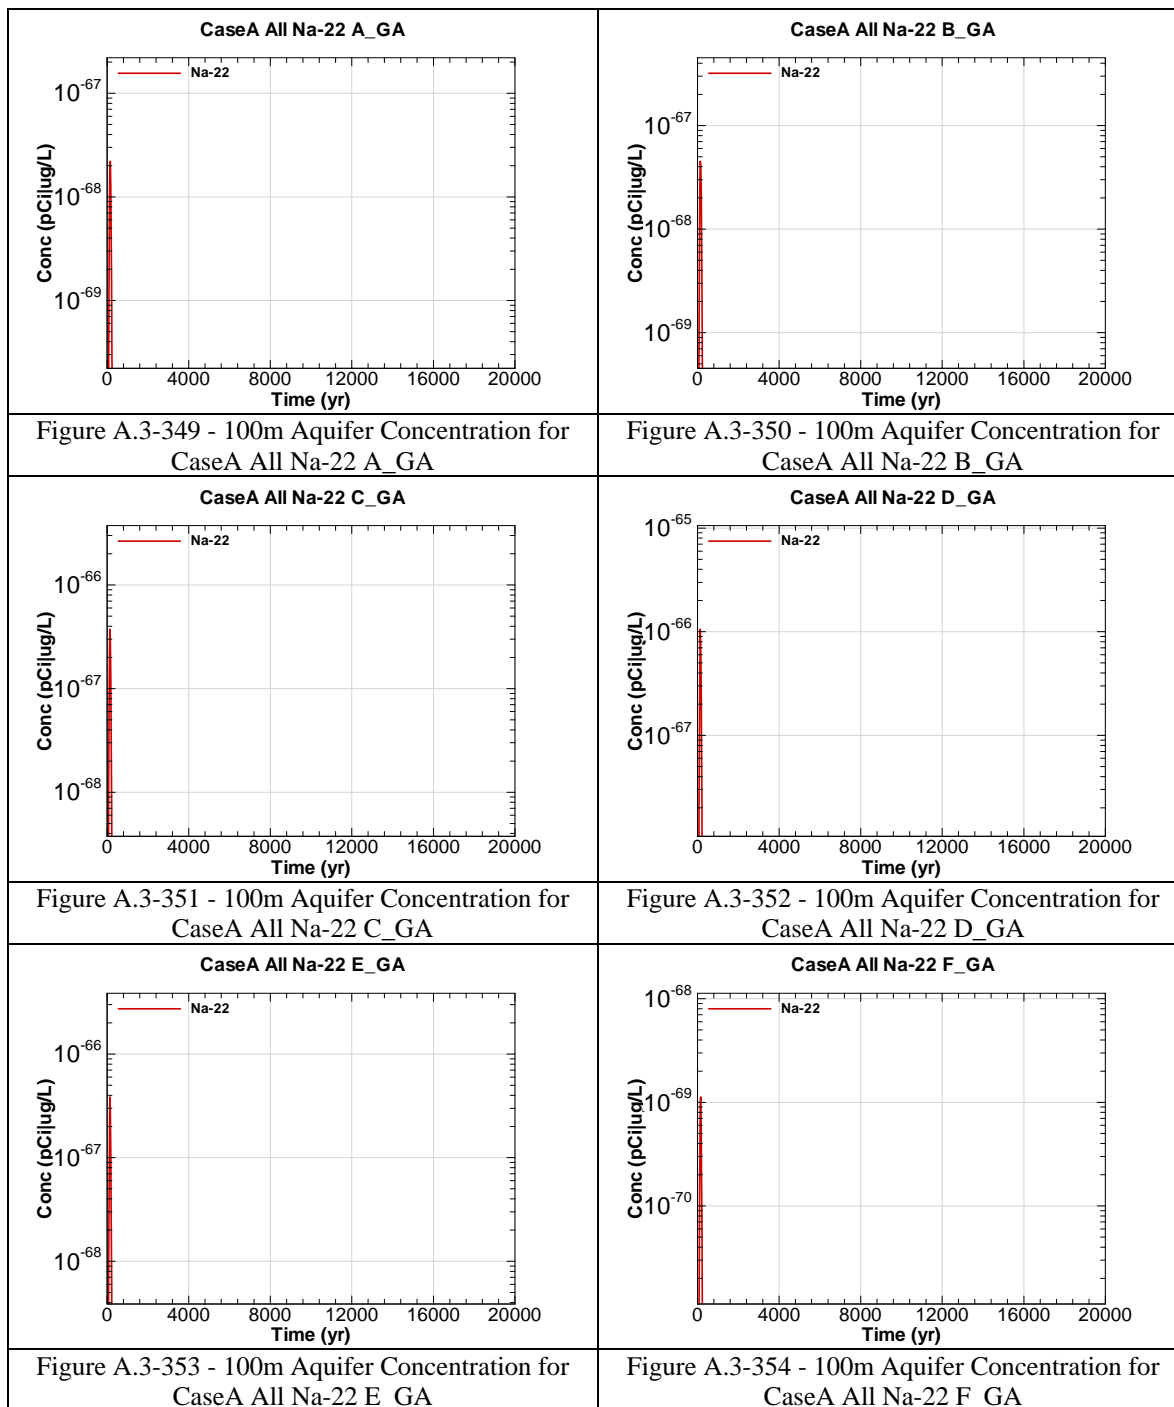 CaseA All Na-22 A_GA
Na-22
10-67
10-68
10-69
Conc (pCi|ug/L)
0 4000 8000 12000 16000 20000
Time (yr)
Figure A.3-349 - 100m Aquifer Concentration for
CaseA All Na-22 A_GA
CaseA All Na-22 B_GA
Na-22
10-67
10-68
10-69
Conc (pCi|ug/L)
0 4000 8000 12000 16000 20000
Time (yr)
Figure A.3-350 - 100m Aquifer Concentration for
CaseA All Na-22 B_GA
CaseA All Na-22 C_GA
Na-22
10-66
10-67
10-68
Conc (pCi|ug/L)
0 4000 8000 12000 16000 20000
Time (yr)
Figure A.3-351 - 100m Aquifer Concentration for
CaseA All Na-22 C_GA
CaseA All Na-22 D_GA
Na-22
10-65
10-66
10-67
Conc (pCi|ug/L)
0 4000 8000 12000 16000 20000
Time (yr)
Figure A.3-352 - 100m Aquifer Concentration for
CaseA All Na-22 D_GA
CaseA All Na-22 E_GA
Na-22
10-66
10-67
10-68
Conc (pCi|ug/L)
0 4000 8000 12000 16000 20000
Time (yr)
Figure A.3-353 - 100m Aquifer Concentration for
CaseA All Na-22 E_GA
CaseA All Na-22 F_GA
Na-22
10-68
10-69
10-70
Conc (pCi|ug/L)
0 4000 8000 12000 16000 20000
Time (yr)
Figure A.3-354 - 100m Aquifer Concentration for
CaseA All Na-22 F_GA